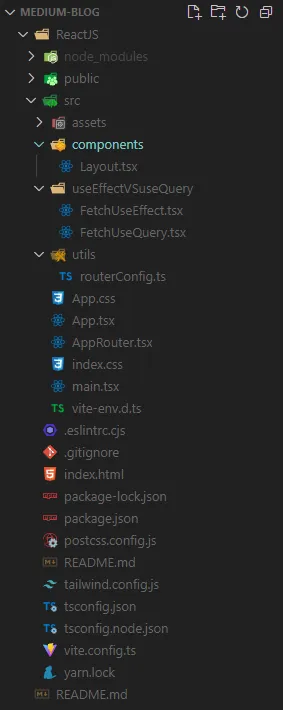 MEDIUM-BLOG
ReactJS
node_modules
public
src
assets
components
Layout.tsx
useEffectVSuseQuery
FetchUseEffect.tsx
FetchUseQuery.tsx
utils
TS routerConfig.ts
App.css
App.tsx
AppRouter.tsx
index.css
main.tsx
TS vite-env.d.ts
.eslintrc.cjs
.gitignore
index.html
package-lock.json
package.json
postcss.config.js
README.md
tailwind.config.js
TS tsconfig.json
TS tsconfig.node.json
vite.config.ts
yarn.lock
README.md